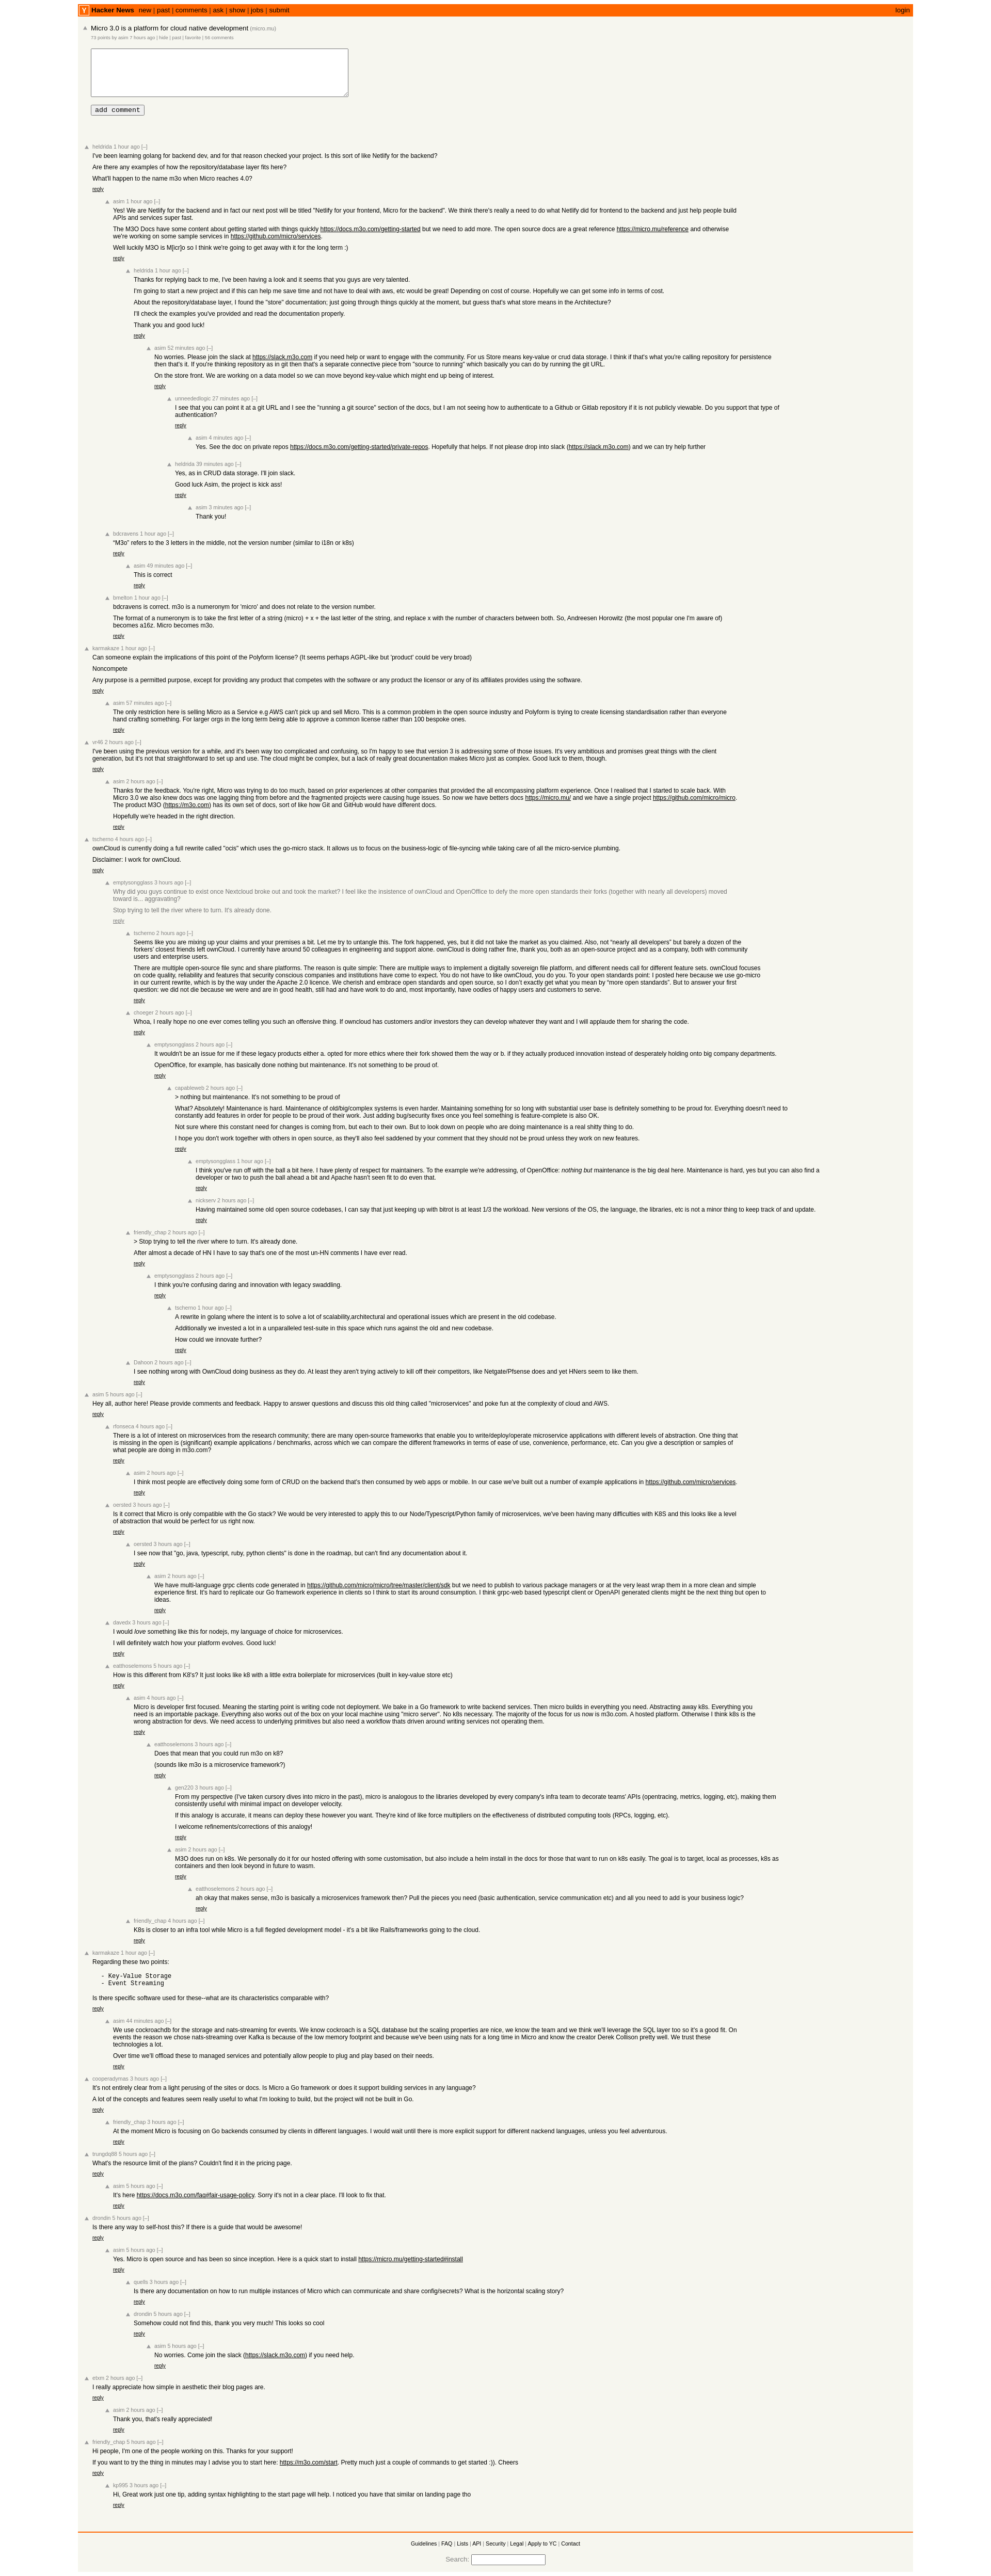 Y Hacker News new | past | comments | ask | show | jobs | submit login
Micro 3.0 is a platform for cloud native development (micro.mu)
73 points by asim 7 hours ago | hide | past | favorite | comments
add comment
heldrida 1 hour ago [–]
I've been learning golang for backend dev, and for that reason checked your project. Is this sort of like Netlify for the backend?
Are there any examples of how the repository/database layer fits here?
What'll happen to the name m3o when Micro reaches 4.0?
reply
asim 1 hour ago [–]
Yes! We are Netlify for the backend and in fact our next post will be titled "Netlify for your frontend, Micro for the backend". We think there's really a need to do what Netlify did for frontend to the backend and just help people build
APIs and services super fast.
The M3O Docs have some content about getting started with things quickly https://docs.m3o.com/getting-started but we need to add more. The open source docs are a great reference https://micro.mu/reference and otherwise
we're working on some sample services in https://github.com/micro/services.
Well luckily M3O is M[icr]o so I think we're going to get away with it for the long term :)
reply
heldrida 1 hour ago [–]
Thanks for replying back to me, I've been having a look and it seems that you guys are very talented.
I'm going to start a new project and if this can help me save time and not have to deal with aws, etc would be great! Depending on cost of course. Hopefully we can get some info in terms of cost.
About the repository/database layer, I found the "store" documentation; just going through things quickly at the moment, but guess that's what store means in the Architecture?
I'll check the examples you've provided and read the documentation properly.
Thank you and good luck!
reply
asim 52 minutes ago [–]
No worries. Please join the slack at https://slack.m3o.com if you need help or want to engage with the community. For us Store means key-value or crud data storage. I think if that's what you're calling repository for persistence
then that's it. If you're thinking repository as in git then that's a separate connective piece from "source to running" which basically you can do by running the git URL.
On the store front. We are working on a data model so we can move beyond key-value which might end up being of interest.
reply
unneededlogic 27 minutes ago [–]
I see that you can point it at a git URL and I see the "running a git source" section of the docs, but I am not seeing how to authenticate to a Github or Gitlab repository if it is not publicly viewable. Do you support that type of
authentication?
reply
asim 4 minutes ago [–]
Yes. See the doc on private repos https://docs.m3o.com/getting-started/private-repos. Hopefully that helps. If not please drop into slack (https://slack.m3o.com) and we can try help further
heldrida 39 minutes ago [–]
Yes, as in CRUD data storage. I'll join slack.
Good luck Asim, the project is kick ass!
reply
asim 3 minutes ago [–]
Thank you!
bdcravens 1 hour ago [–]
“M3o” refers to the 3 letters in the middle, not the version number (similar to i18n or k8s)
reply
asim 49 minutes ago [–]
This is correct
reply
bmelton 1 hour ago [–]
bdcravens is correct. m3o is a numeronym for 'micro' and does not relate to the version number.
The format of a numeronym is to take the first letter of a string (micro) + x + the last letter of the string, and replace x with the number of characters between both. So, Andreesen Horowitz (the most popular one I'm aware of)
becomes a16z. Micro becomes m3o.
reply
karmakaze 1 hour ago [–]
Can someone explain the implications of this point of the Polyform license? (It seems perhaps AGPL-like but 'product' could be very broad)
Noncompete
Any purpose is a permitted purpose, except for providing any product that competes with the software or any product the licensor or any of its affiliates provides using the software.
reply
asim 57 minutes ago [–]
The only restriction here is selling Micro as a Service e.g AWS can't pick up and sell Micro. This is a common problem in the open source industry and Polyform is trying to create licensing standardisation rather than everyone
hand crafting something. For larger orgs in the long term being able to approve a common license rather than 100 bespoke ones.
reply
vr46 2 hours ago [–]
I've been using the previous version for a while, and it's been way too complicated and confusing, so I'm happy to see that version 3 is addressing some of those issues. It's very ambitious and promises great things with the client
generation, but it's not that straightforward to set up and use. The cloud might be complex, but a lack of really great documentation makes Micro just as complex. Good luck to them, though.
reply
asim 2 hours ago [–]
Thanks for the feedback. You're right, Micro was trying to do too much, based on prior experiences at other companies that provided the all encompassing platform experience. Once I realised that I started to scale back. With
Micro 3.0 we also knew docs was one lagging thing from before and the fragmented projects were causing huge issues. So now we have betters docs https://micro.mu/ and we have a single project https://github.com/micro/micro.
The product M3O (https://m3o.com) has its own set of docs, sort of like how Git and GitHub would have different docs.
Hopefully we're headed in the right direction.
reply
tscherno 4 hours ago [–]
ownCloud is currently doing a full rewrite called "ocis" which uses the go-micro stack. It allows us to focus on the business-logic of file-syncing while taking care of all the micro-service plumbing.
Disclaimer: I work for ownCloud.
reply
emptysongglass 3 hours ago [–]
Why did you guys continue to exist once Nextcloud broke out and took the market? I feel like the insistence of ownCloud and OpenOffice to defy the more open standards their forks (together with nearly all developers) moved
toward is... aggravating?
Stop trying to tell the river where to turn. It's already done.
reply
tscherno 2 hours ago [–]
Seems like you are mixing up your claims and your premises a bit. Let me try to untangle this. The fork happened, yes, but it did not take the market as you claimed. Also, not “nearly all developers” but barely a dozen of the
forkers' closest friends left ownCloud. I currently have around 50 colleagues in engineering and support alone. ownCloud is doing rather fine, thank you, both as an open-source project and as a company, both with community
users and enterprise users.
There are multiple open-source file sync and share platforms. The reason is quite simple: There are multiple ways to implement a digitally sovereign file platform, and different needs call for different feature sets. ownCloud focuses
on code quality, reliability and features that security conscious companies and institutions have come to expect. You do not have to like ownCloud, you do you. To your open standards point: I posted here because we use go-micro
in our current rewrite, which is by the way under the Apache 2.0 licence. We cherish and embrace open standards and open source, so I don’t exactly get what you mean by “more open standards”. But to answer your first
question: we did not die because we were and are in good health, still had and have work to do and, most importantly, have oodles of happy users and customers to serve.
reply
choeger 2 hours ago [–]
Whoa, I really hope no one ever comes telling you such an offensive thing. If owncloud has customers and/or investors they can develop whatever they want and I will applaude them for sharing the code.
reply
emptysongglass 2 hours ago [–]
It wouldn't be an issue for me if these legacy products either a. opted for more ethics where their fork showed them the way or b. if they actually produced innovation instead of desperately holding onto big company departments.
OpenOffice, for example, has basically done nothing but maintenance. It's not something to be proud of.
reply
capableweb 2 hours ago [–]
> nothing but maintenance. It's not something to be proud of
What? Absolutely! Maintenance is hard. Maintenance of old/big/complex systems is even harder. Maintaining something for so long with substantial user base is definitely something to be proud for. Everything doesn't need to
constantly add features in order for people to be proud of their work. Just adding bug/security fixes once you feel something is feature-complete is also OK.
Not sure where this constant need for changes is coming from, but each to their own. But to look down on people who are doing maintenance is a real shitty thing to do.
I hope you don't work together with others in open source, as they'll also feel saddened by your comment that they should not be proud unless they work on new features.
reply
emptysongglass 1 hour ago [–]
I think you've run off with the ball a bit here. I have plenty of respect for maintainers. To the example we're addressing, of OpenOffice: nothing but maintenance is the big deal here. Maintenance is hard, yes but you can also find a
developer or two to push the ball ahead a bit and Apache hasn't seen fit to do even that.
reply
nickserv 2 hours ago [–]
Having maintained some old open source codebases, I can say that just keeping up with bitrot is at least 1/3 the workload. New versions of the OS, the language, the libraries, etc is not a minor thing to keep track of and update.
reply
friendly_chap 2 hours ago [–]
> Stop trying to tell the river where to turn. It's already done.
After almost a decade of HN I have to say that's one of the most un-HN comments I have ever read.
reply
emptysongglass 2 hours ago [–]
I think you're confusing daring and innovation with legacy swaddling.
reply
tscherno 1 hour ago [–]
A rewrite in golang where the intent is to solve a lot of scalability,architectural and operational issues which are present in the old codebase.
Additionally we invested a lot in a unparalleled test-suite in this space which runs against the old and new codebase.
How could we innovate further?
reply
Dahoon 2 hours ago [–]
I see nothing wrong with OwnCloud doing business as they do. At least they aren't trying actively to kill off their competitors, like Netgate/Pfsense does and yet HNers seem to like them.
reply
asim 5 hours ago [–]
Hey all, author here! Please provide comments and feedback. Happy to answer questions and discuss this old thing called "microservices" and poke fun at the complexity of cloud and AWS.
reply
rfonseca 4 hours ago [–]
There is a lot of interest on microservices from the research community; there are many open-source frameworks that enable you to write/deploy/operate microservice applications with different levels of abstraction. One thing that
is missing in the open is (significant) example applications / benchmarks, across which we can compare the different frameworks in terms of ease of use, convenience, performance, etc. Can you give a description or samples of
what people are doing in m3o.com?
reply
asim 2 hours ago [–]
I think most people are effectively doing some form of CRUD on the backend that's then consumed by web apps or mobile. In our case we've built out a number of example applications in https://github.com/micro/services.
reply
oersted 3 hours ago [–]
Is it correct that Micro is only compatible with the Go stack? We would be very interested to apply this to our Node/Typescript/Python family of microservices, we've been having many difficulties with K8S and this looks like a level
of abstraction that would be perfect for us right now.
reply
oersted 3 hours ago [–]
I see now that "go, java, typescript, ruby, python clients" is done in the roadmap, but can't find any documentation about it.
reply
asim 2 hours ago [–]
We have multi-language grpc clients code generated in https://github.com/micro/micro/tree/master/client/sdk but we need to publish to various package managers or at the very least wrap them in a more clean and simple
experience first. It's hard to replicate our Go framework experience in clients so I think to start its around consumption. I think grpc-web based typescript client or OpenAPI generated clients might be the next thing but open to
ideas.
reply
davedx 3 hours ago [–]
I would love something like this for nodejs, my language of choice for microservices.
I will definitely watch how your platform evolves. Good luck!
reply
eatthoselemons 5 hours ago [–]
How is this different from K8's? It just looks like k8 with a little extra boilerplate for microservices (built in key-value store etc)
reply
asim 4 hours ago [–]
Micro is developer first focused. Meaning the starting point is writing code not deployment. We bake in a Go framework to write backend services. Then micro builds in everything you need. Abstracting away k8s. Everything you
need is an importable package. Everything also works out of the box on your local machine using "micro server". No k8s necessary. The majority of the focus for us now is m3o.com. A hosted platform. Otherwise I think k8s is the
wrong abstraction for devs. We need access to underlying primitives but also need a workflow thats driven around writing services not operating them.
reply
eatthoselemons 3 hours ago [–]
Does that mean that you could run m3o on k8?
(sounds like m3o is a microservice framework?)
reply
gen220 3 hours ago [–]
From my perspective (I've taken cursory dives into micro in the past), micro is analogous to the libraries developed by every company's infra team to decorate teams' APIs (opentracing, metrics, logging, etc), making them
consistently useful with minimal impact on developer velocity.
If this analogy is accurate, it means can deploy these however you want. They're kind of like force multipliers on the effectiveness of distributed computing tools (RPCs, logging, etc).
I welcome refinements/corrections of this analogy!
reply
asim 2 hours ago [–]
M3O does run on k8s. We personally do it for our hosted offering with some customisation, but also include a helm install in the docs for those that want to run on k8s easily. The goal is to target, local as processes, k8s as
containers and then look beyond in future to wasm.
reply
eatthoselemons 2 hours ago [–]
ah okay that makes sense, m3o is basically a microservices framework then? Pull the pieces you need (basic authentication, service communication etc) and all you need to add is your business logic?
reply
friendly_chap 4 hours ago [–]
K8s is closer to an infra tool while Micro is a full flegded development model - it's a bit like Rails/frameworks going to the cloud.
reply
karmakaze 1 hour ago [–]
Regarding these two points:
- Key-Value Storage
- Event Streaming
Is there specific software used for these--what are its characteristics comparable with?
reply
asim 44 minutes ago [–]
We use cockroachdb for the storage and nats-streaming for events. We know cockroach is a SQL database but the scaling properties are nice, we know the team and we think we'll leverage the SQL layer too so it's a good fit. On
events the reason we chose nats-streaming over Kafka is because of the low memory footprint and because we've been using nats for a long time in Micro and know the creator Derek Collison pretty well. We trust these
technologies a lot.
Over time we'll offload these to managed services and potentially allow people to plug and play based on their needs.
reply
cooperadymas 3 hours ago [–]
It's not entirely clear from a light perusing of the sites or docs. Is Micro a Go framework or does it support building services in any language?
A lot of the concepts and features seem really useful to what I'm looking to build, but the project will not be built in Go.
reply
friendly_chap 3 hours ago [–]
At the moment Micro is focusing on Go backends consumed by clients in different languages. I would wait until there is more explicit support for different nackend languages, unless you feel adventurous.
reply
trungdq88 5 hours ago [–]
What's the resource limit of the plans? Couldn't find it in the pricing page.
reply
asim 5 hours ago [–]
It's here https://docs.m3o.com/faq#fair-usage-policy. Sorry it's not in a clear place. I'll look to fix that.
reply
drondin 5 hours ago [–]
Is there any way to self-host this? If there is a guide that would be awesome!
reply
asim 5 hours ago [–]
Yes. Micro is open source and has been so since inception. Here is a quick start to install https://micro.mu/getting-started#install
reply
quells 3 hours ago [–]
Is there any documentation on how to run multiple instances of Micro which can communicate and share config/secrets? What is the horizontal scaling story?
reply
drondin 5 hours ago [–]
Somehow could not find this, thank you very much! This looks so cool
reply
asim 5 hours ago [–]
No worries. Come join the slack (https://slack.m3o.com) if you need help.
reply
etxm 2 hours ago [–]
I really appreciate how simple in aesthetic their blog pages are.
reply
asim 2 hours ago [–]
Thank you, that's really appreciated!
reply
friendly_chap 5 hours ago [–]
Hi people, I'm one of the people working on this. Thanks for your support!
If you want to try the thing in minutes may I advise you to start here: https://m3o.com/start. Pretty much just a couple of commands to get started :)). Cheers
reply
kp995 3 hours ago [–]
Hi, Great work just one tip, adding syntax highlighting to the start page will help. I noticed you have that similar on landing page tho
reply
Guidelines | FAQ | Lists | API | Security | Legal | Apply to YC | Contact
Search: